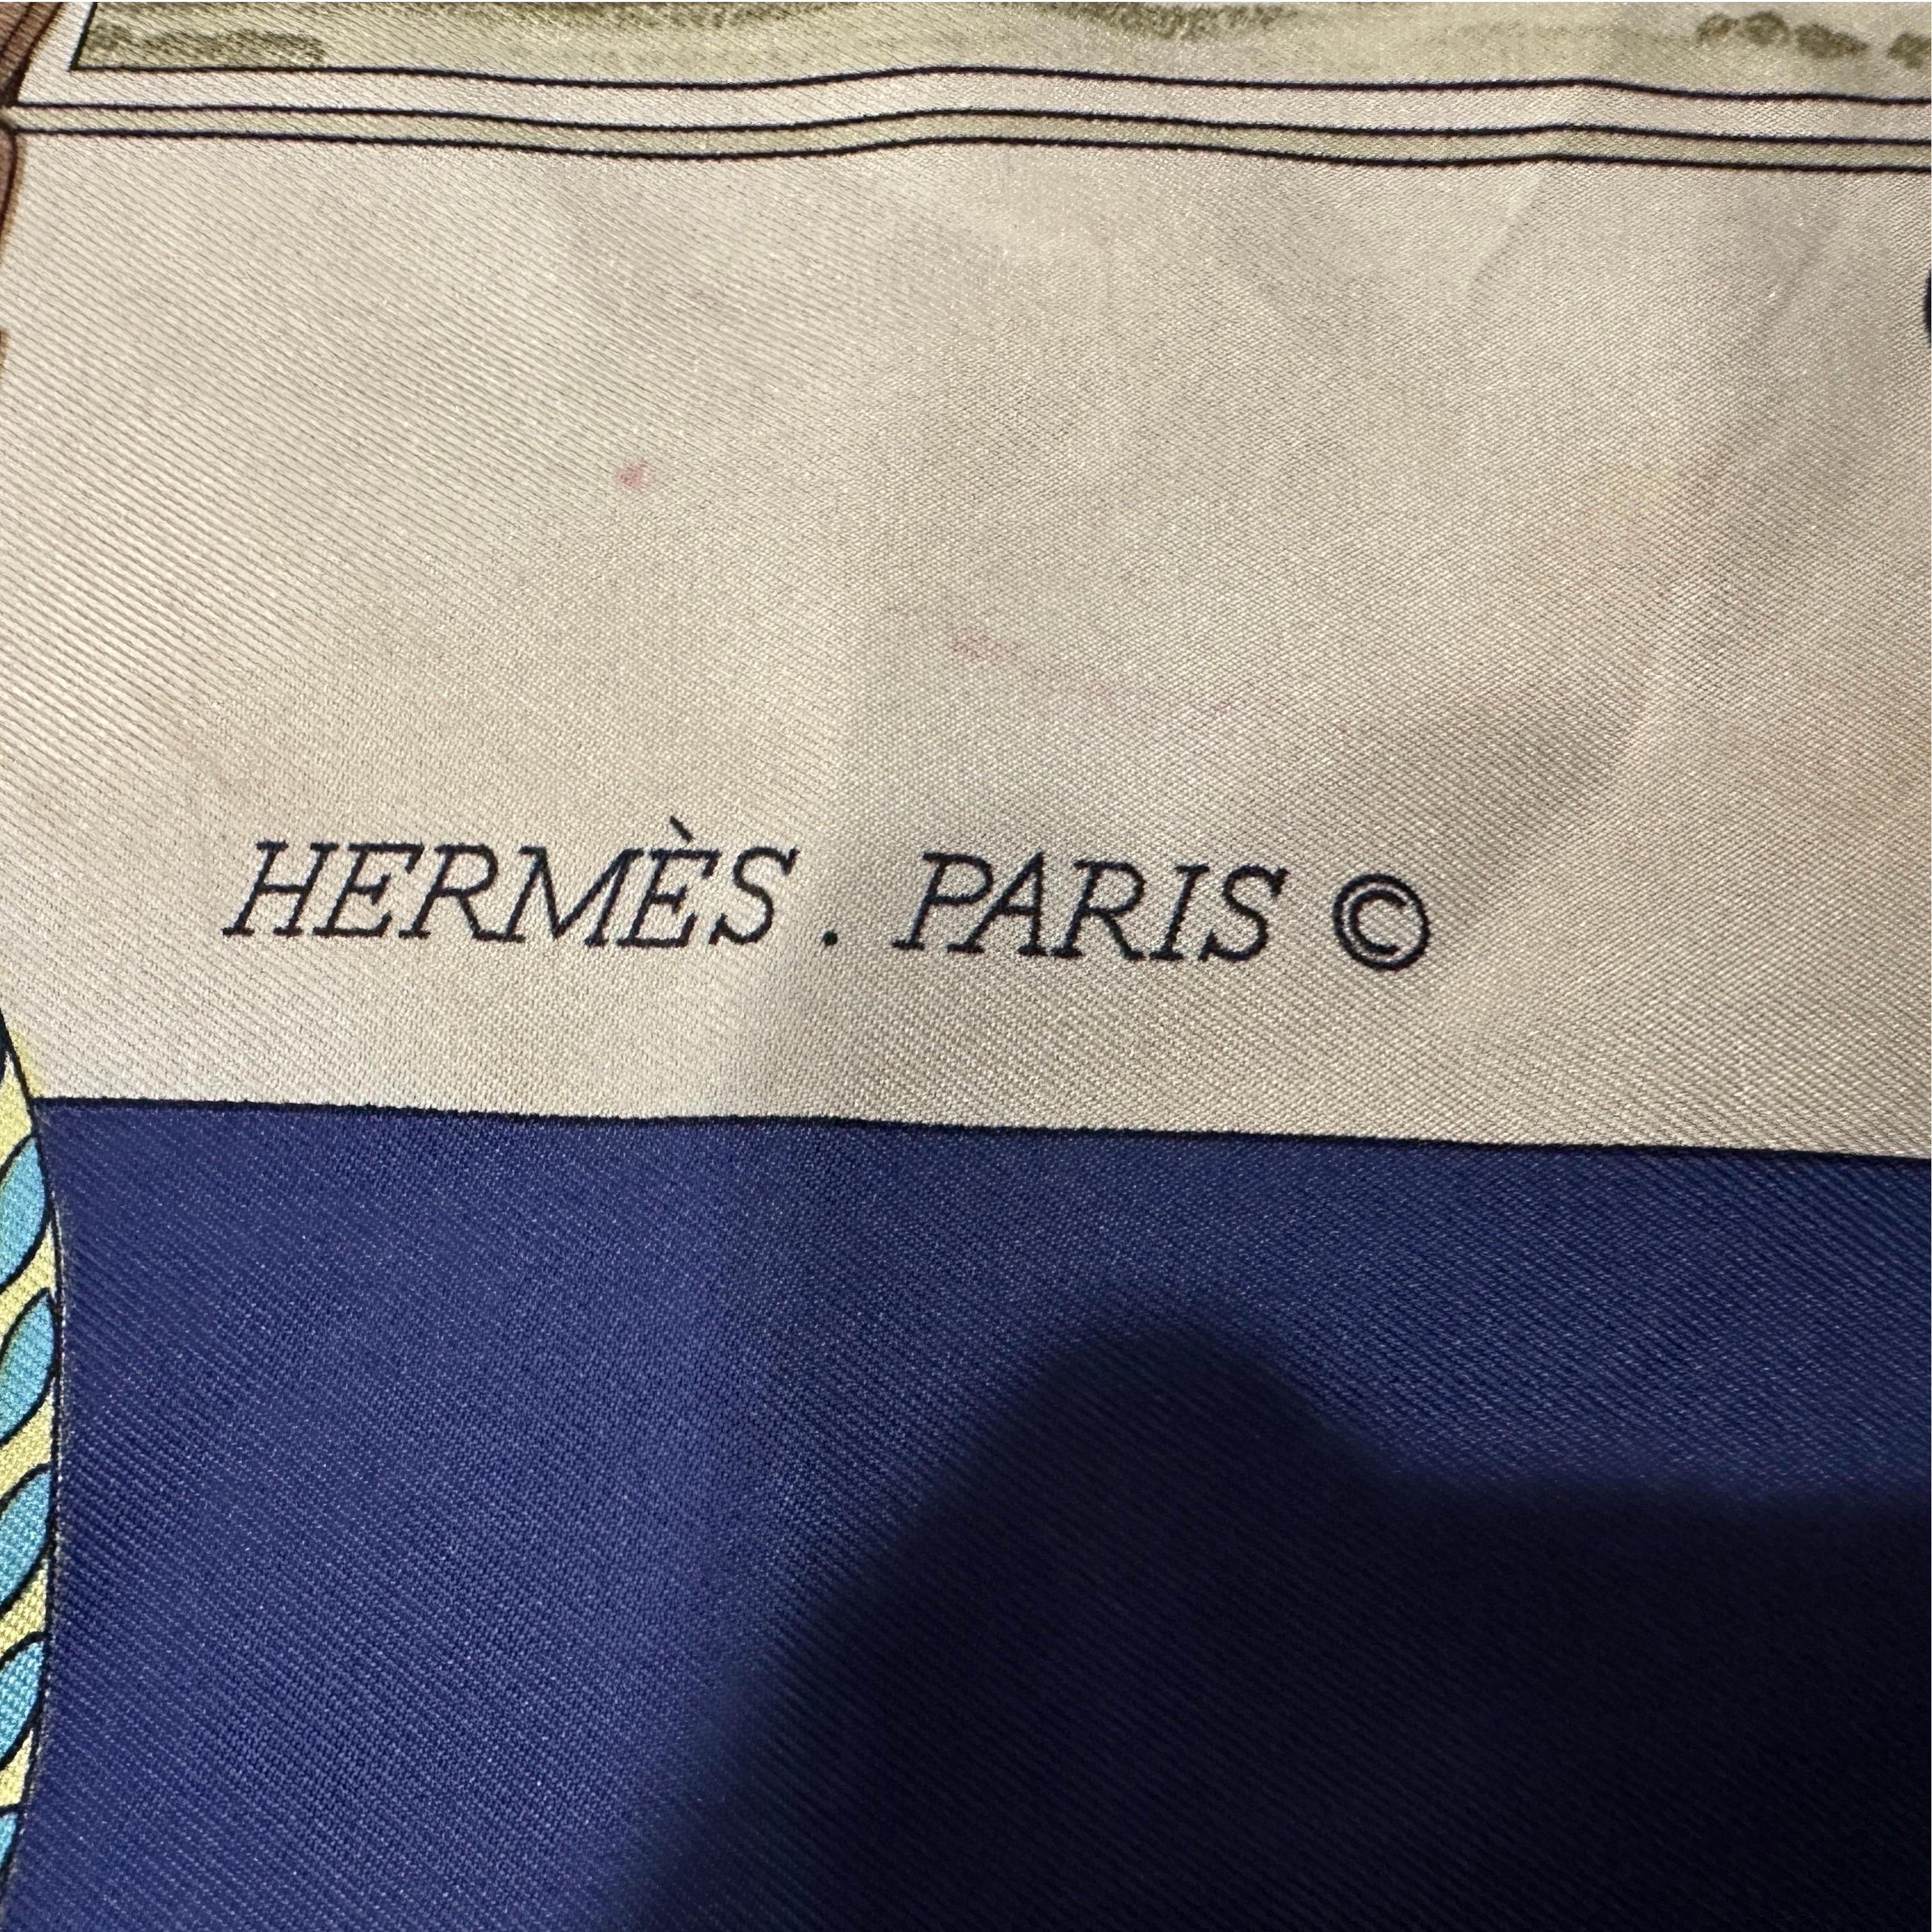 HERMÈS . PARIS ©